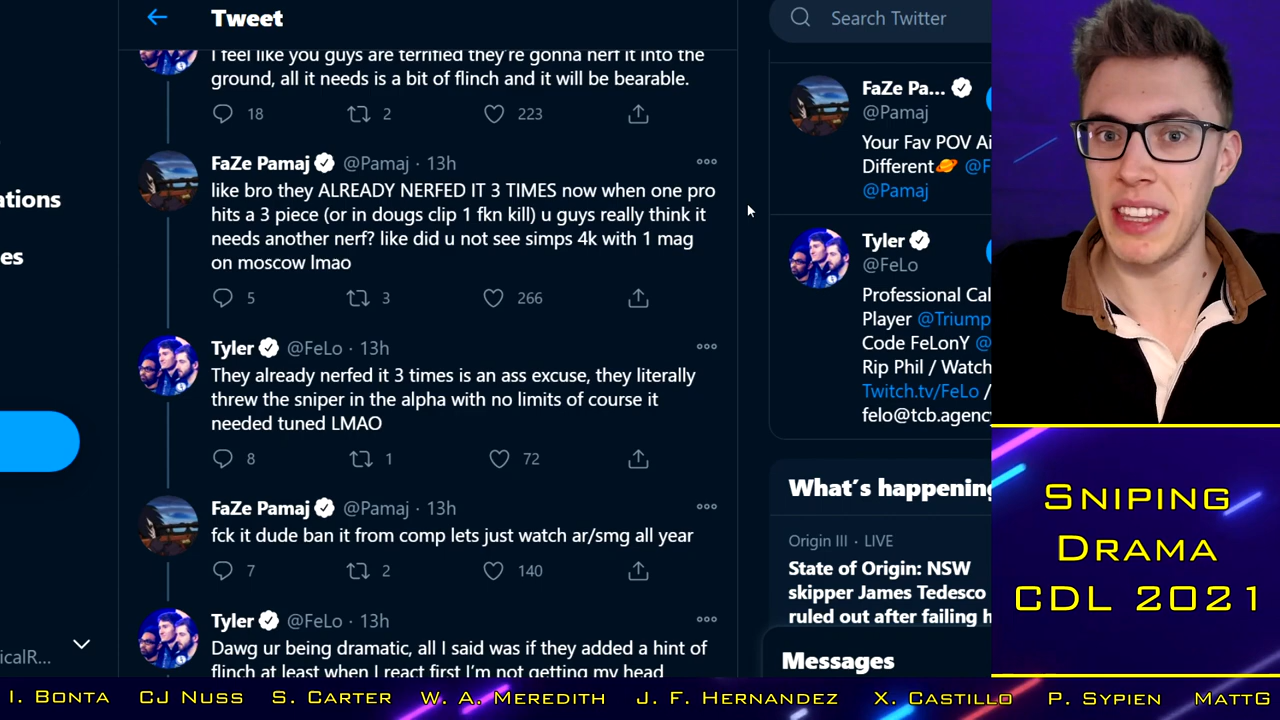 Tweet
I feel like you guys are terrified they're gonna nerf it into the
ground, all it needs is a bit of flinch and it will be bearable.
18 2 223
FaZe Pamaj @Pamaj · 13h
like bro they ALREADY NERFED IT 3 TIMES now when one pro
hits a 3 piece (or in dougs clip 1 fkn kill) u guys really think it
needs another nerf? like did u not see simps 4k with 1 mag
on moscow lmao
5 3 266
Tyler @FeLo · 13h
They already nerfed it 3 times is an ass excuse, they literally
threw the sniper in the alpha with no limits of course it
needed tuned LMAO
8 1 72
FaZe Pamaj @Pamaj · 13h
fck it dude ban it from comp lets just watch ar/smg all year
7 2 140
Tyler @FeLo · 13h
Dawg ur being dramatic, all I said was if they added a hint of
flinch at least when I react first I'm not getting my head
ations
es
icalR...
Search Twitter
FaZe Pa...
@Pamaj
Your Fav POV Ai
Different🪐 @F
@Pamaj
Tyler
@FeLo
Professional Cal
Player @Triump
Code FeLonY @
Rip Phil / Watch
Twitch.tv/FeLo /
felo@tcb.agency
What's happening
Origin III · LIVE
State of Origin: NSW
skipper James Tedesco
ruled out after failing h
Messages
Sniping
Drama
CDL 2021
I. Bonta CJ Nuss S. Carter W. A. Meredith J. F. Hernandez X. Castillo P. Sypien MattG